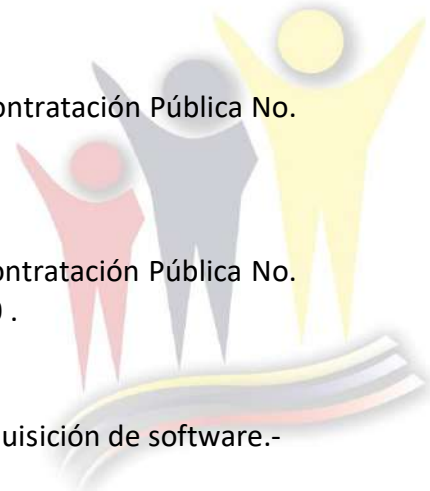 ontratación Pública No.
ontratación Pública No.
) .
uisición de software.-